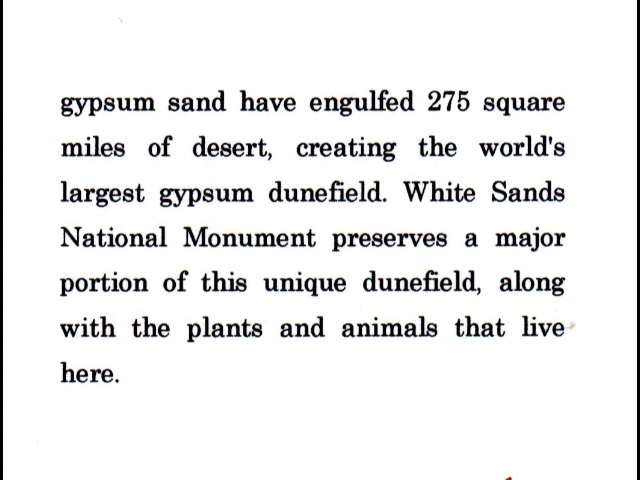 gypsum sand have engulfed 275 square
miles of desert, creating the world's
largest gypsum dunefield. White Sands
National Monument preserves a major
portion of this unique dunefield, along
with the plants and animals that live
here.